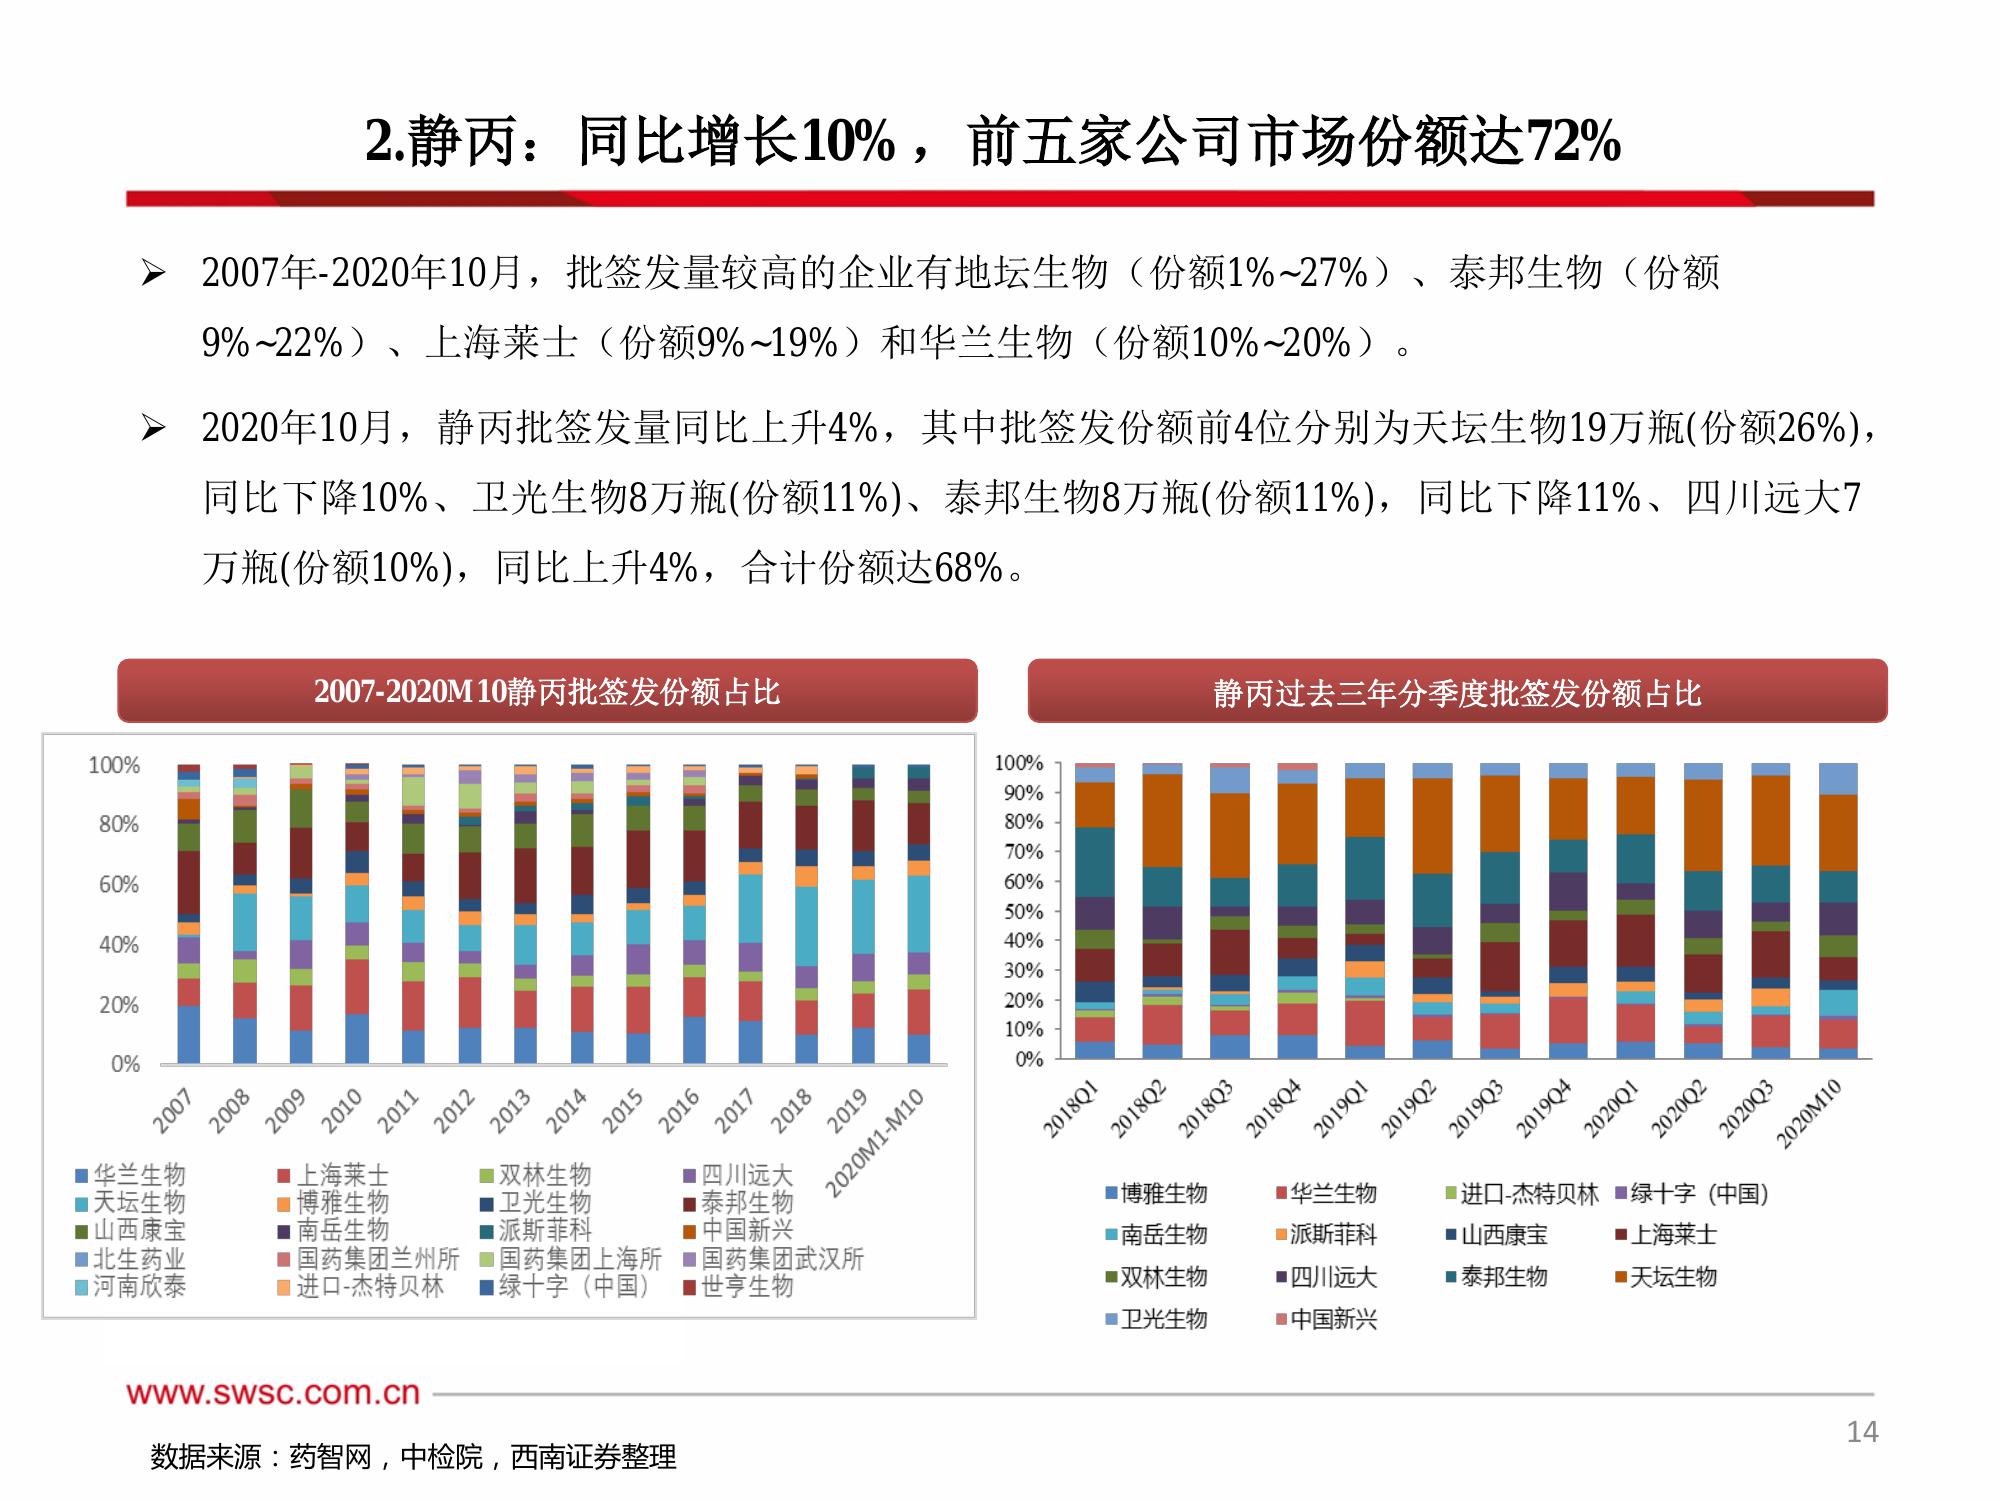 2.静丙：同比增长10%，前五家公司市场份额达72%
➢ 2007年-2020年10月，批签发量较高的企业有地坛生物（份额1%~27%）、泰邦生物（份额
9%~22%）、上海莱士（份额9%~19%）和华兰生物（份额10%~20%）。
➢ 2020年10月，静丙批签发量同比上升4%，其中批签发份额前4位分别为天坛生物19万瓶(份额26%)，
同比下降10%、卫光生物8万瓶(份额11%)、泰邦生物8万瓶(份额11%)，同比下降11%、四川远大7
万瓶(份额10%)，同比上升4%，合计份额达68%。
2007-2020M10静丙批签发份额占比
100%
80%
60%
40%
20%
0%
2007 2008 2009 2010 2011 2012 2013 2014 2015 2016 2017 2018 2019 2020M1-M10
华兰生物 上海莱士 双林生物 四川远大
天坛生物 博雅生物 卫光生物 泰邦生物
山西康宝 南岳生物 派斯菲科 中国新兴
北生药业 国药集团兰州所 国药集团上海所 国药集团武汉所
河南欣泰 进口-杰特贝林 绿十字（中国） 世亨生物
静丙过去三年分季度批签发份额占比
100%
90%
80%
70%
60%
50%
40%
30%
20%
10%
0%
2018Q1 2018Q2 2018Q3 2018Q4 2019Q1 2019Q2 2019Q3 2019Q4 2020Q1 2020Q2 2020Q3 2020M10
博雅生物 华兰生物 进口-杰特贝林 绿十字（中国）
南岳生物 派斯菲科 山西康宝 上海莱士
双林生物 四川远大 泰邦生物 天坛生物
卫光生物 中国新兴
www.swsc.com.cn
14
数据来源：药智网，中检院，西南证券整理